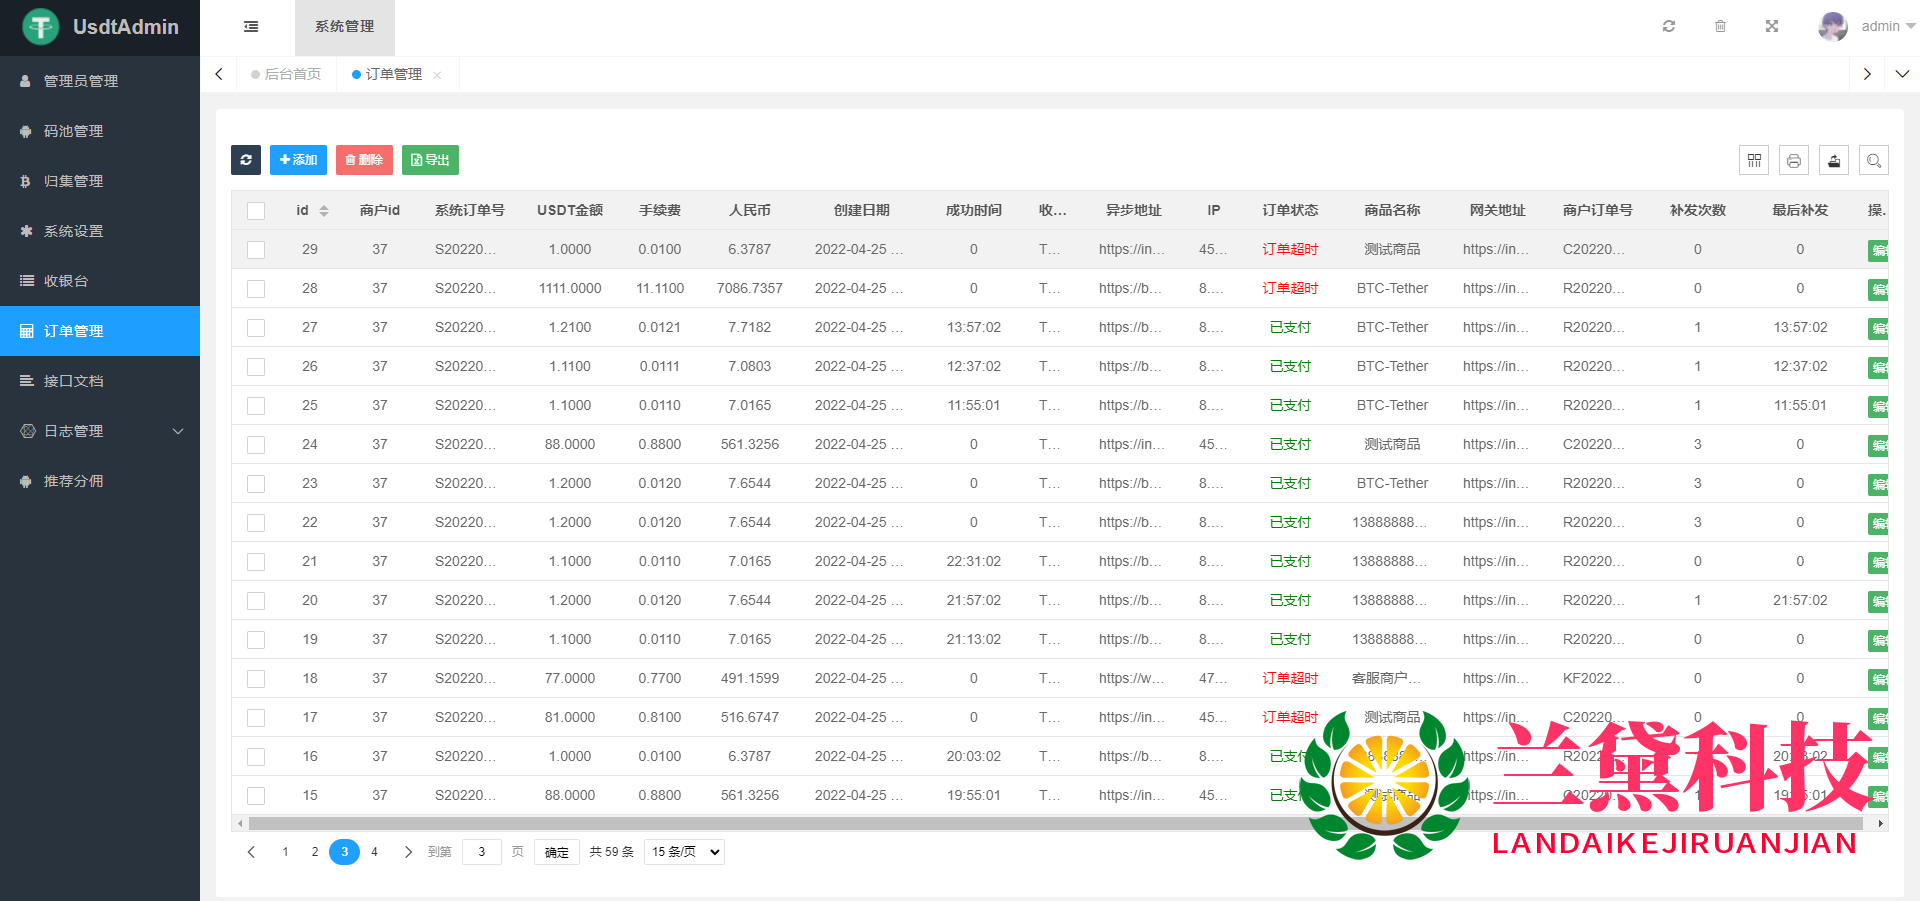 UsdtAdmin
系统管理
admin
管理员管理
码池管理
归集管理
系统设置
收银台
订单管理
接口文档
日志管理
推荐分佣
后台首页 订单管理 ×
添加 删除 导出
id 商户id 系统订单号 USDT金额 手续费 人民币 创建日期 成功时间 收... 异步地址 IP 订单状态 商品名称 网关地址 商户订单号 补发次数 最后补发 操.
29 37 S20220... 1.0000 0.0100 6.3787 2022-04-25 ... 0 T... https://in... 45... 订单超时 测试商品 https://in... C20220... 0 0 编
28 37 S20220... 1111.0000 11.1100 7086.7357 2022-04-25 ... 0 T... https://b... 8.... 订单超时 BTC-Tether https://in... R20220... 0 0 编
27 37 S20220... 1.2100 0.0121 7.7182 2022-04-25 ... 13:57:02 T... https://b... 8.... 已支付 BTC-Tether https://in... R20220... 1 13:57:02 编
26 37 S20220... 1.1100 0.0111 7.0803 2022-04-25 ... 12:37:02 T... https://b... 8.... 已支付 BTC-Tether https://in... R20220... 1 12:37:02 编
25 37 S20220... 1.1000 0.0110 7.0165 2022-04-25 ... 11:55:01 T... https://b... 8.... 已支付 BTC-Tether https://in... R20220... 1 11:55:01 编
24 37 S20220... 88.0000 0.8800 561.3256 2022-04-25 ... 0 T... https://in... 45... 已支付 测试商品 https://in... C20220... 3 0 编
23 37 S20220... 1.2000 0.0120 7.6544 2022-04-25 ... 0 T... https://b... 8.... 已支付 BTC-Tether https://in... R20220... 3 0 编
22 37 S20220... 1.2000 0.0120 7.6544 2022-04-25 ... 0 T... https://b... 8.... 已支付 13888888... https://in... R20220... 3 0 编
21 37 S20220... 1.1000 0.0110 7.0165 2022-04-25 ... 22:31:02 T... https://b... 8.... 已支付 13888888... https://in... R20220... 0 0 编
20 37 S20220... 1.2000 0.0120 7.6544 2022-04-25 ... 21:57:02 T... https://b... 8.... 已支付 13888888... https://in... R20220... 1 21:57:02 编
19 37 S20220... 1.1000 0.0110 7.0165 2022-04-25 ... 21:13:02 T... https://b... 8.... 已支付 13888888... https://in... R20220... 0 0 编
18 37 S20220... 77.0000 0.7700 491.1599 2022-04-25 ... 0 T... https://w... 47... 订单超时 客服商户... https://in... KF2022... 0 0 编
17 37 S20220... 81.0000 0.8100 516.6747 2022-04-25 ... 0 T... https://in... 45... 订单超时 测试商品 https://in... C20220... 0 0 编
16 37 S20220... 1.0000 0.0100 6.3787 2022-04-25 ... 20:03:02 T... https://b... 8....
15 37 S20220... 88.0000 0.8800 561.3256 2022-04-25 ... 19:55:01 T... https://in... 45... 测试商品
兰黛科技
LANDAIKEJIRUANJIAN
1 2 3 4 到第 3 页 确定 共 59 条 15 条/页